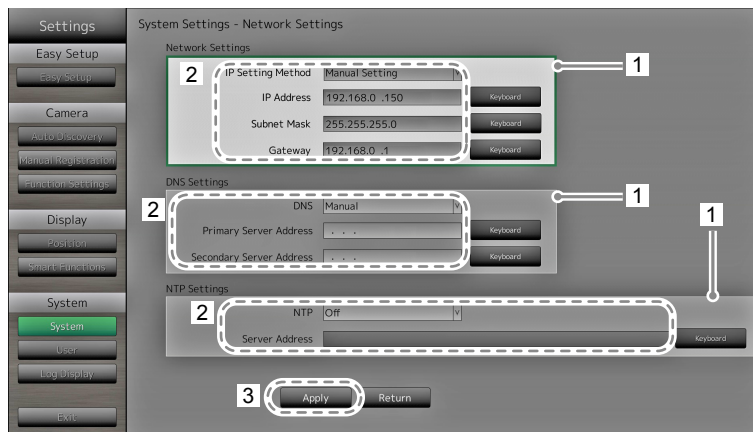 Settings
System Settings - Network Settings
Easy Setup
Easy Setup
Camera
Auto Discovery
Manual Registration
Function Settings
Display
Position
Smart Functions
System
System
User
Log Display
Exit
Network Settings
1
2
IP Setting Method Manual Setting V
IP Address 192.168.0 .150 Keyboard
Subnet Mask 255.255.255.0 Keyboard
Gateway 192.168.0 .1 Keyboard
DNS Settings
1
2
DNS Manual V
Primary Server Address . . . Keyboard
Secondary Server Address . . . Keyboard
1
NTP Settings
2
NTP Off V
Server Address Keyboard
3
Apply Return